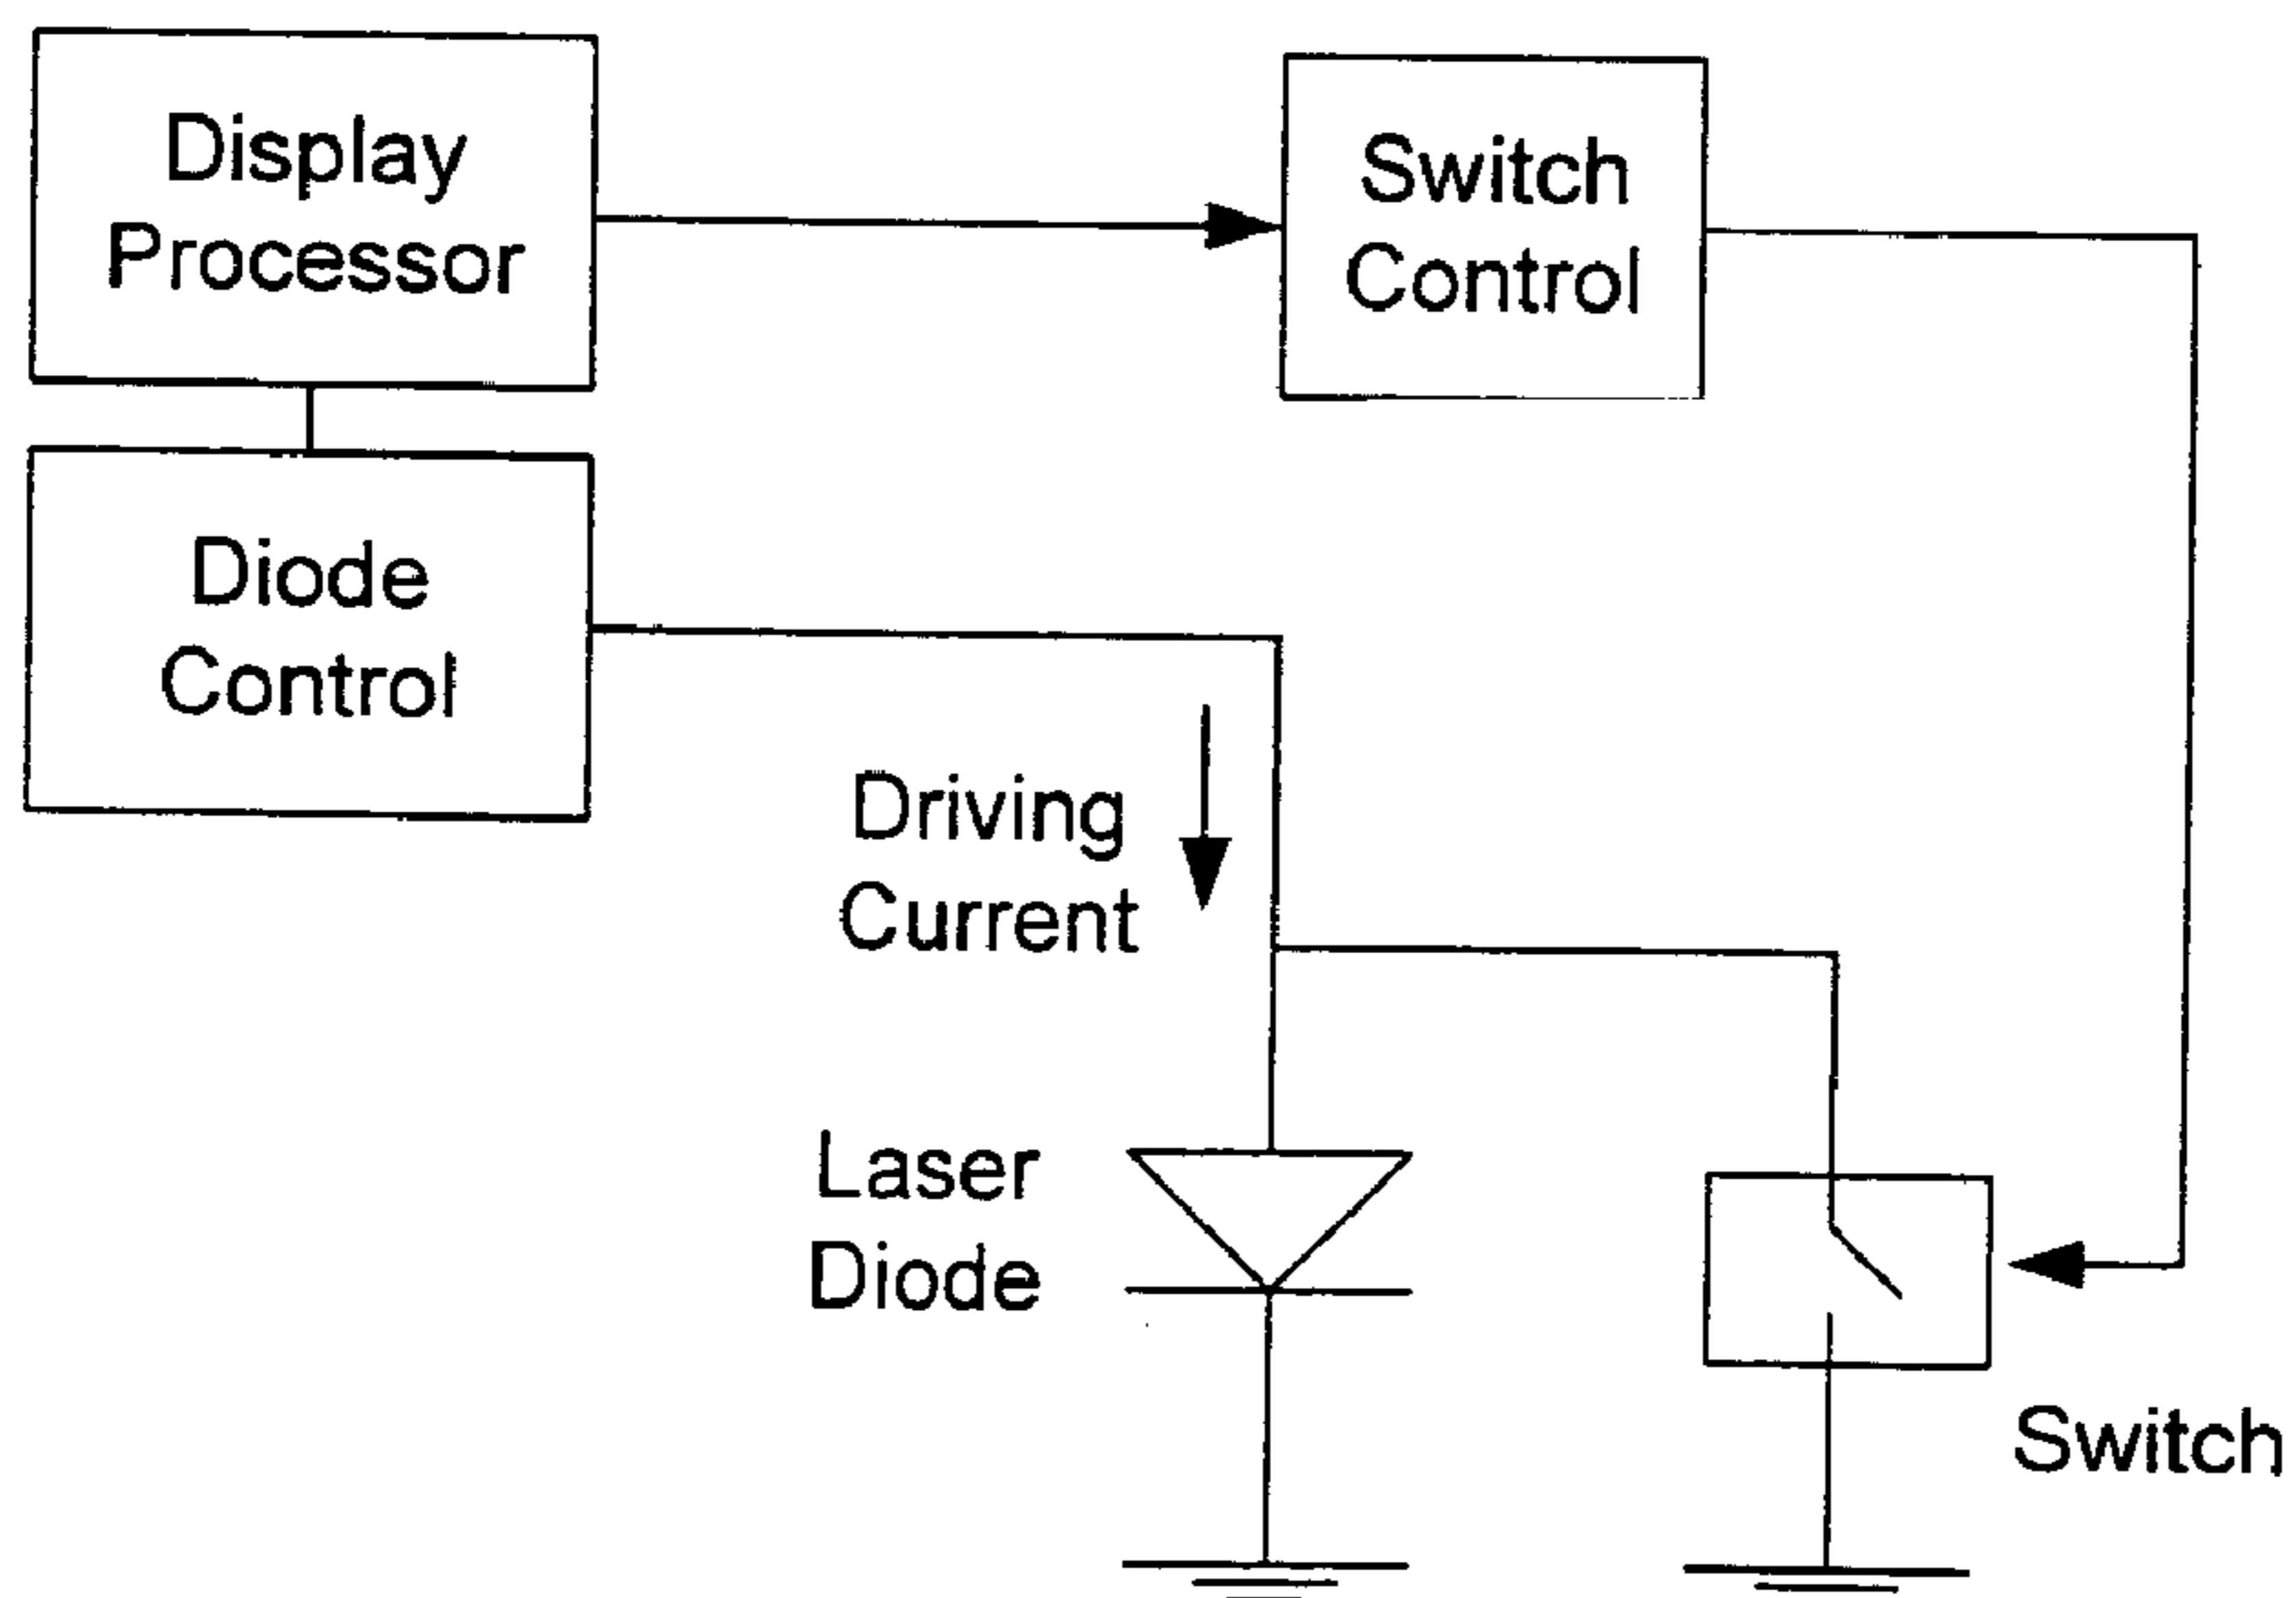 Display
Processor
Switch
Control
Diode
Control
Driving
Current
Laser
Diode
Switch